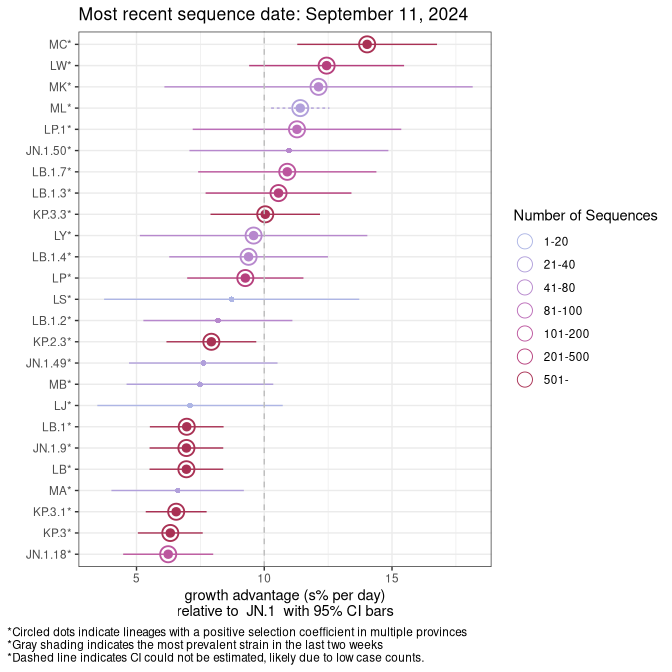 Most recent sequence date: September 11, 2024
MC*
LW*
MK*
ML*
LP.1*
JN.1.50*
LB.1.7*
LB.1.3*
KP.3.3*
LY*
LB.1.4*
LP*
LS*
LB.1.2*
KP.2.3*
JN.1.49*
MB*
LJ*
LB.1*
JN.1.9*
LB*
MA*
KP.3.1*
KP.3*
JN.1.18*
5 10 15
growth advantage (s% per day)
relative to JN.1 with 95% CI bars
Number of Sequences
1-20
21-40
41-80
81-100
101-200
201-500
501-
*Circled dots indicate lineages with a positive selection coefficient in multiple provinces
*Gray shading indicates the most prevalent strain in the last two weeks
*Dashed line indicates CI could not be estimated, likely due to low case counts.